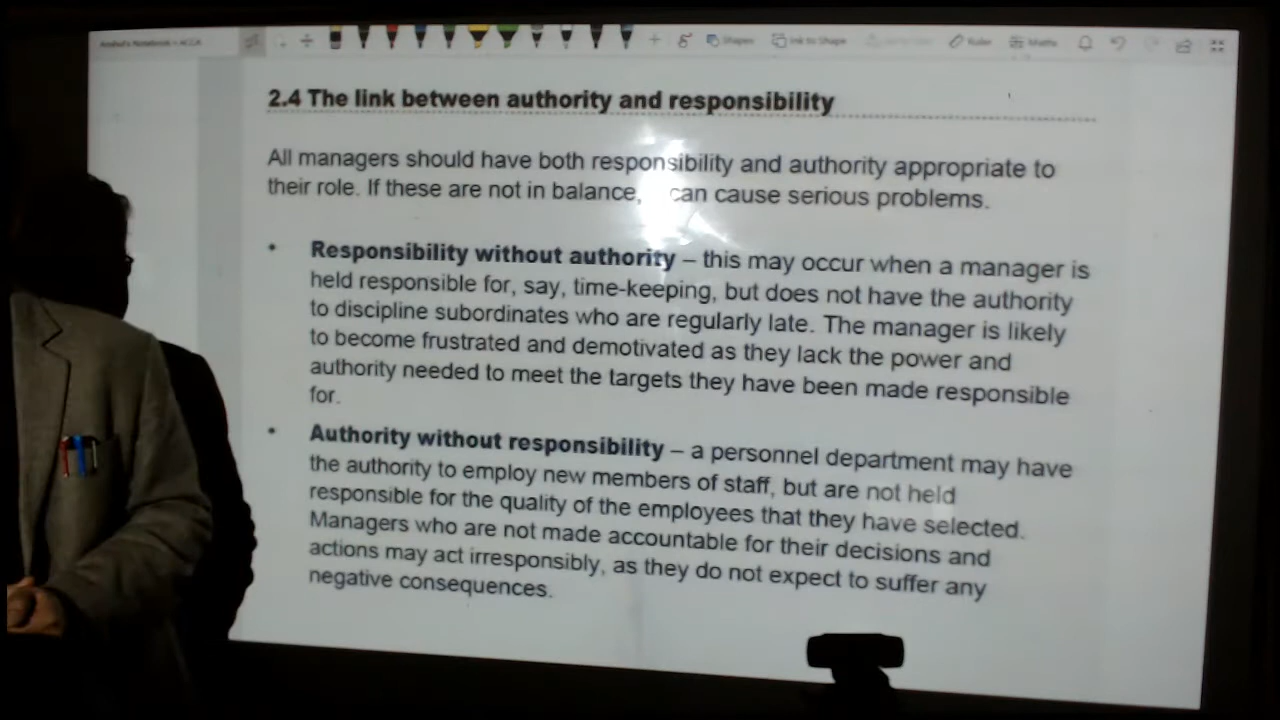 Shapes Ink to Shape Ruler Maths
2.4 The link between authority and responsibility
All managers should have both responsibility and authority appropriate to
their role. If these are not in balance, can cause serious problems.
• Responsibility without authority – this may occur when a manager is
held responsible for, say, time-keeping, but does not have the authority
to discipline subordinates who are regularly late. The manager is likely
to become frustrated and demotivated as they lack the power and
authority needed to meet the targets they have been made responsible
for.
• Authority without responsibility – a personnel department may have
the authority to employ new members of staff, but are not held
responsible for the quality of the employees that they have selected.
Managers who are not made accountable for their decisions and
actions may act irresponsibly, as they do not expect to suffer any
negative consequences.